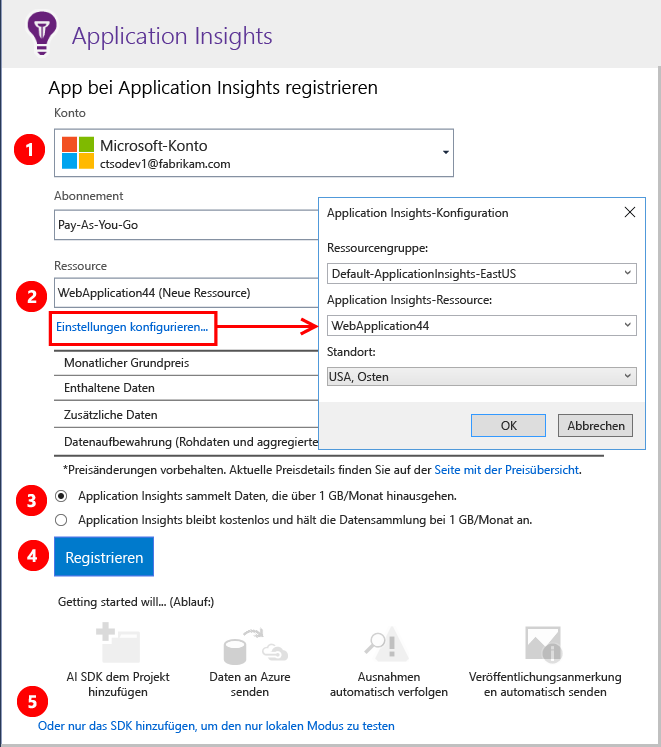 Application Insights
App bei Application Insights registrieren
Konto
1
Microsoft-Konto
ctsodev1@fabrikam.com
Abonnement
Pay-As-You-Go
Ressource
2
WebApplication44 (Neue Ressource)
Einstellungen konfigurieren...
Application Insights-Konfiguration
Ressourcengruppe:
Default-ApplicationInsights-EastUS
Application Insights-Ressource:
WebApplication44
Standort:
USA, Osten
OK
Abbrechen
Monatlicher Grundpreis
Enthaltene Daten
Zusätzliche Daten
Datenaufbewahrung (Rohdaten und aggregierte
*Preisänderungen vorbehalten. Aktuelle Preisdetails finden Sie auf der Seite mit der Preisübersicht.
3
Application Insights sammelt Daten, die über 1 GB/Monat hinausgehen.
Application Insights bleibt kostenlos und hält die Datensammlung bei 1 GB/Monat an.
4
Registrieren
Getting started will... (Ablauf:)
AI SDK dem Projekt
hinzufügen
Daten an Azure
senden
Ausnahmen
automatisch verfolgen
Veröffentlichungsanmerkung
en automatisch senden
5
Oder nur das SDK hinzufügen, um den nur lokalen Modus zu testen